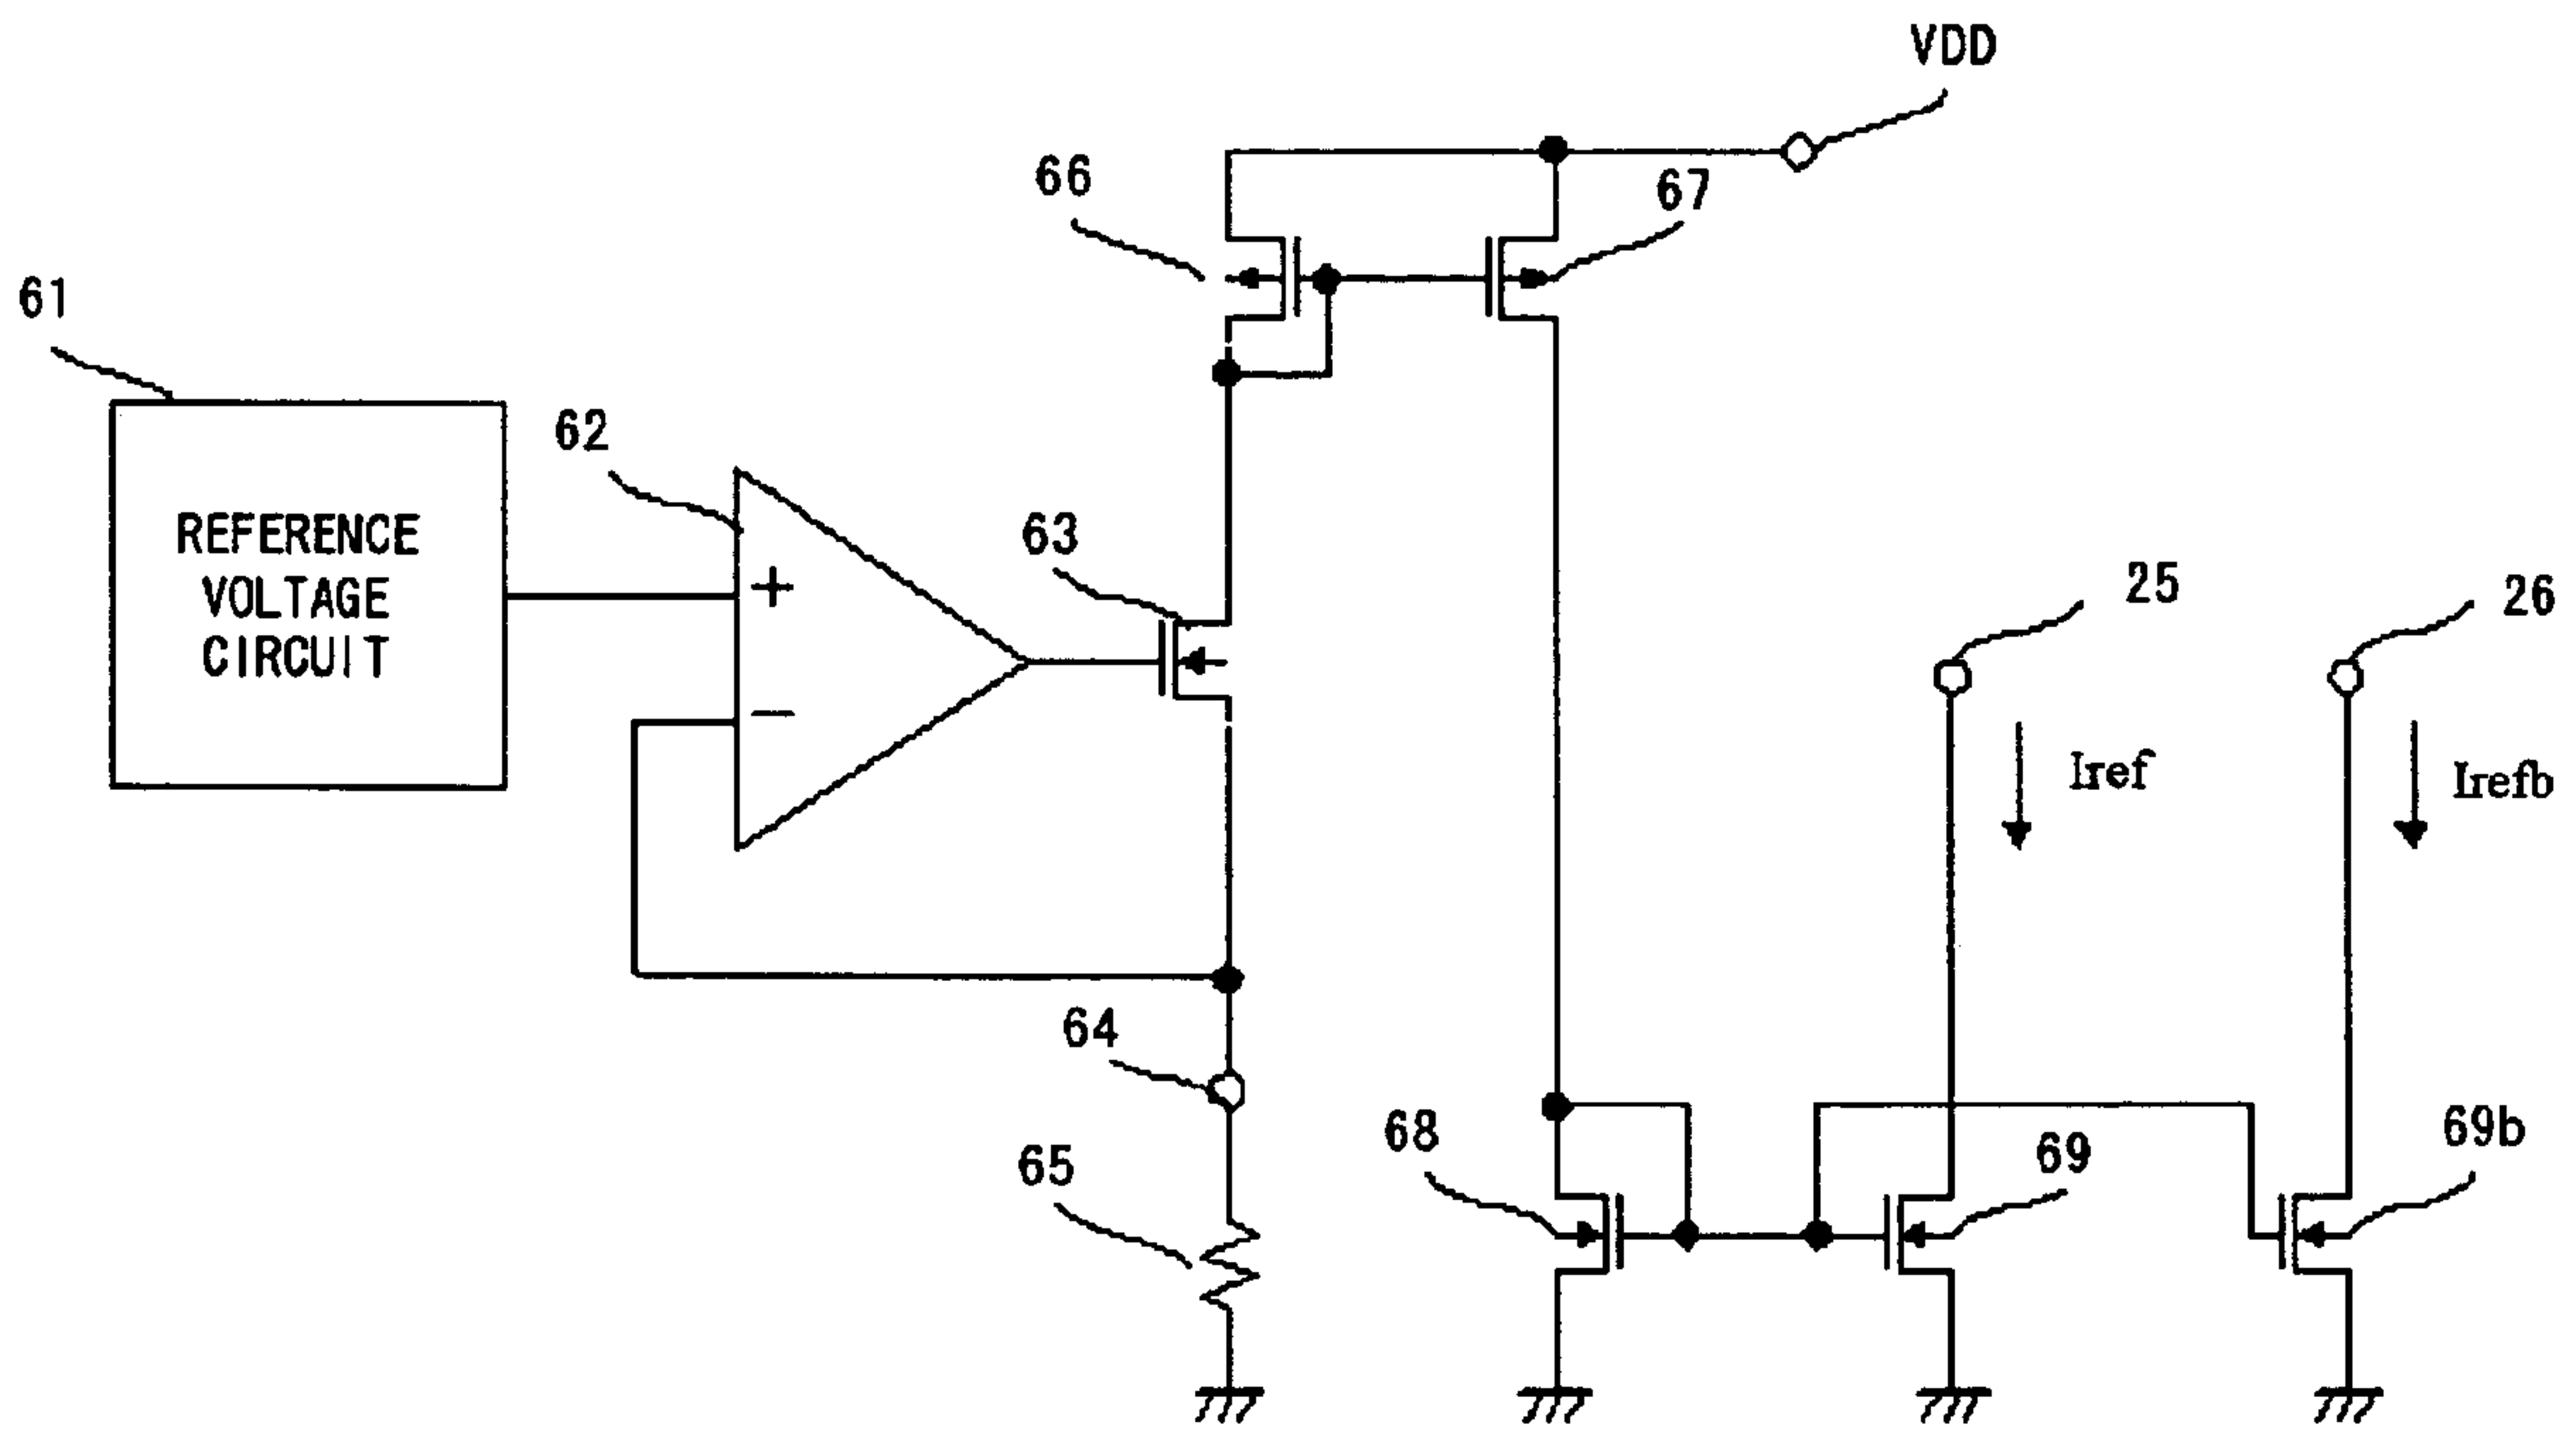 VDD
66
67
61
62
REFERENCE
VOLTAGE
CIRCUIT
+
−
63
25
26
Iref
Irefb
64
65
68
69
69b